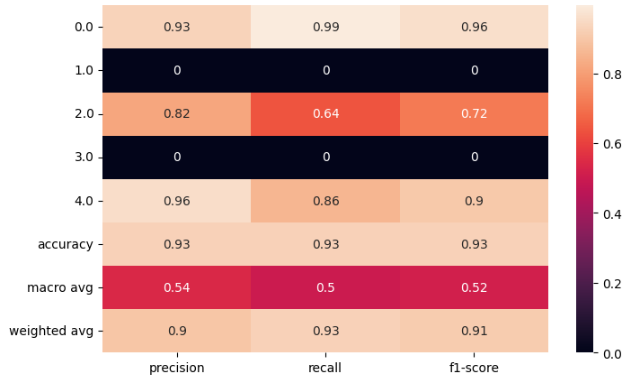 0.0 0.93 0.99 0.96
1.0 0 0 0
2.0 0.82 0.64 0.72
3.0 0 0 0
4.0 0.96 0.86 0.9
accuracy 0.93 0.93 0.93
macro avg 0.54 0.5 0.52
weighted avg 0.9 0.93 0.91
precision recall f1-score
0.8
0.6
0.4
0.2
0.0